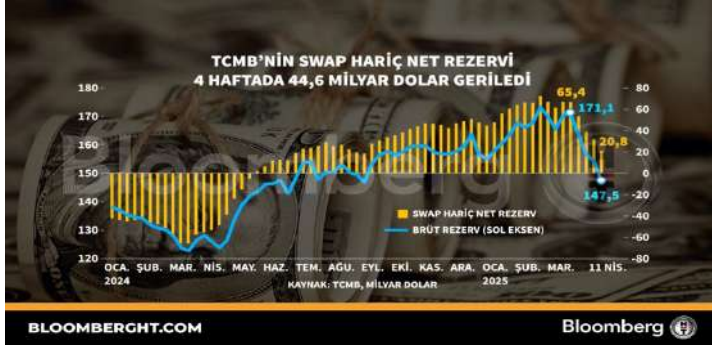 TCMB'NİN SWAP HARİÇ NET REZERVİ
4 HAFTADA 44,6 MİLYAR DOLAR GERİLEDİ
180
170
160
150
140
130
120
80
60
40
20
0
-20
-40
-60
-80
65,4
171,1
20,8
147,5
Bloomberg
SWAP HARİÇ NET REZERV
BRÜT REZERV (SOL EKSEN)
OCA. ŞUB. MAR. NİS. MAY. HAZ. TEM. AĞU. EYL. EKİ. KAS. ARA. OCA. ŞUB. MAR. 11 NİS.
2024 2025
KAYNAK: TCMB, MİLYAR DOLAR
BLOOMBERGHT.COM
Bloomberg HT